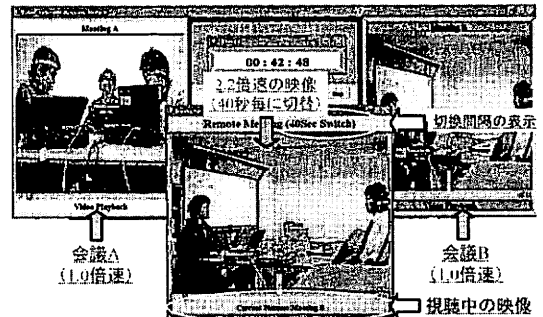 Meeting A
00 : 42 : 48
2.2倍速の映像
(40秒毎に切替)
Remote Meeting (40Sec Switch)
切換間隔の表示
Video Playback
会議A
(1.0倍速)
会議B
(1.0倍速)
視聴中の映像